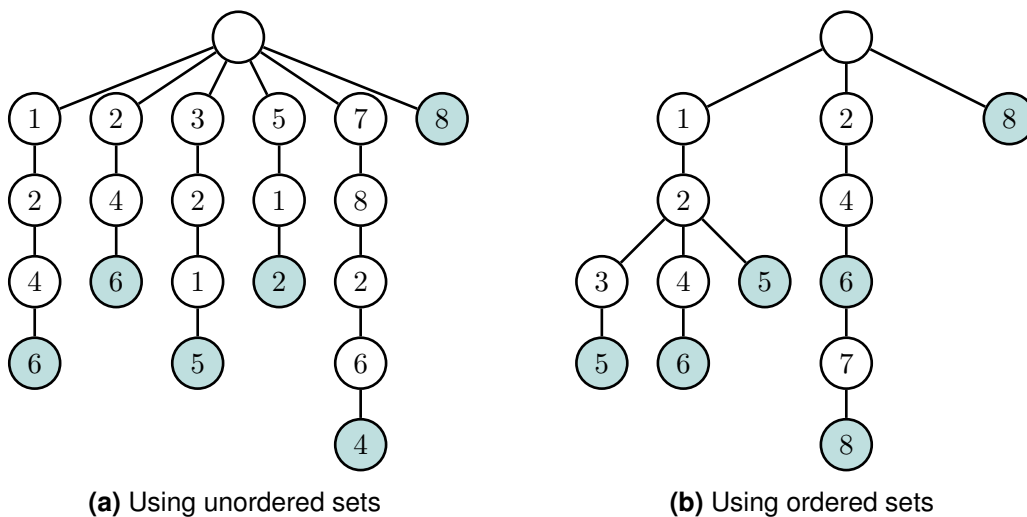 1 2 3 5 7 8 1 2 8
2 4 2 1 8 2 4
4 6 1 2 2 3 4 5 6
6 5 6 5 6 7
4 8
(a) Using unordered sets
(b) Using ordered sets